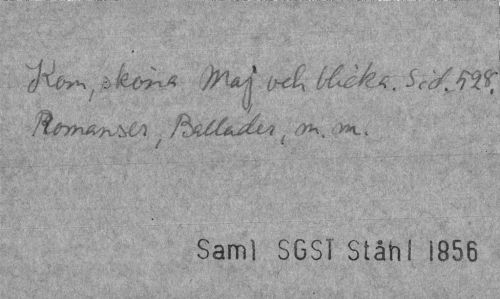 Kom, sköna Maj och blicka. Sid. 528.
Romanser, Ballader, m. m.
Saml SGST Ståhl 1856